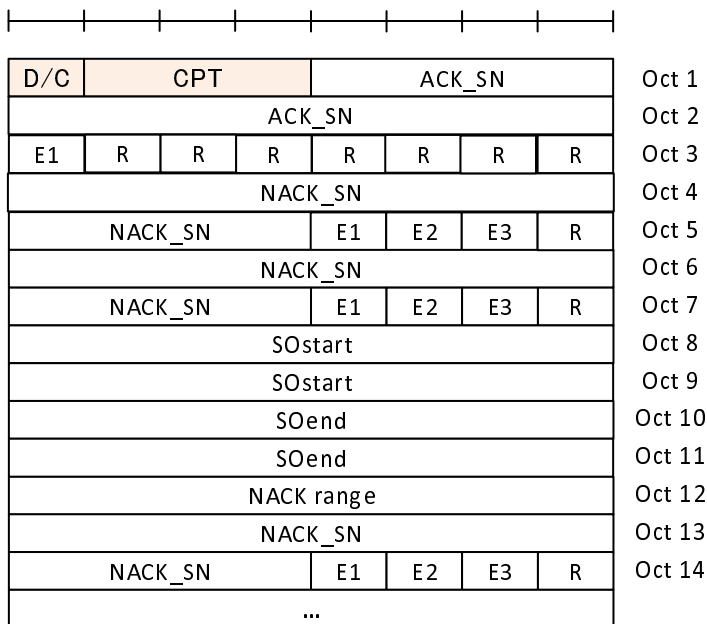 D/C CPT ACK_SN Oct 1
ACK_SN Oct 2
E1 R R R R R R R Oct 3
NACK_SN Oct 4
NACK_SN E1 E2 E3 R Oct 5
NACK_SN Oct 6
NACK_SN E1 E2 E3 R Oct 7
SOstart Oct 8
SOstart Oct 9
SOend Oct 10
SOend Oct 11
NACK range Oct 12
NACK_SN Oct 13
NACK_SN E1 E2 E3 R Oct 14
...